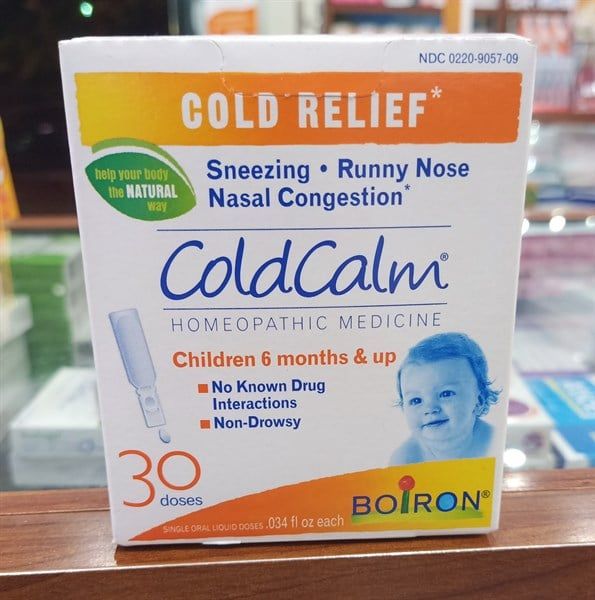 NDC 0220-9057-09
COLD RELIEF*
help your body
the NATURAL
way
Sneezing • Runny Nose
Nasal Congestion*
ColdCalm®
HOMEOPATHIC MEDICINE
Children 6 months & up
No Known Drug
Interactions
Non-Drowsy
30
doses
SINGLE ORAL LIQUID DOSES .034 fl oz each
BOIRON®